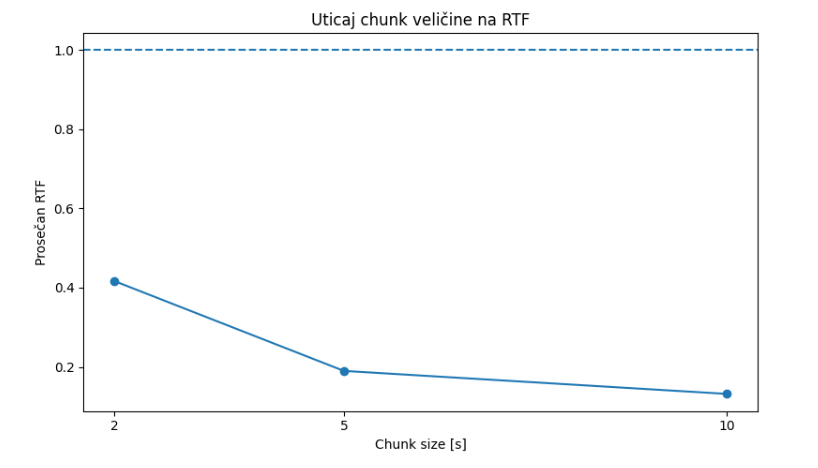 Uticaj chunk veličine na RTF
1.0
0.8
0.6
0.4
0.2
Prosečan RTF
2 5 10
Chunk size [s]